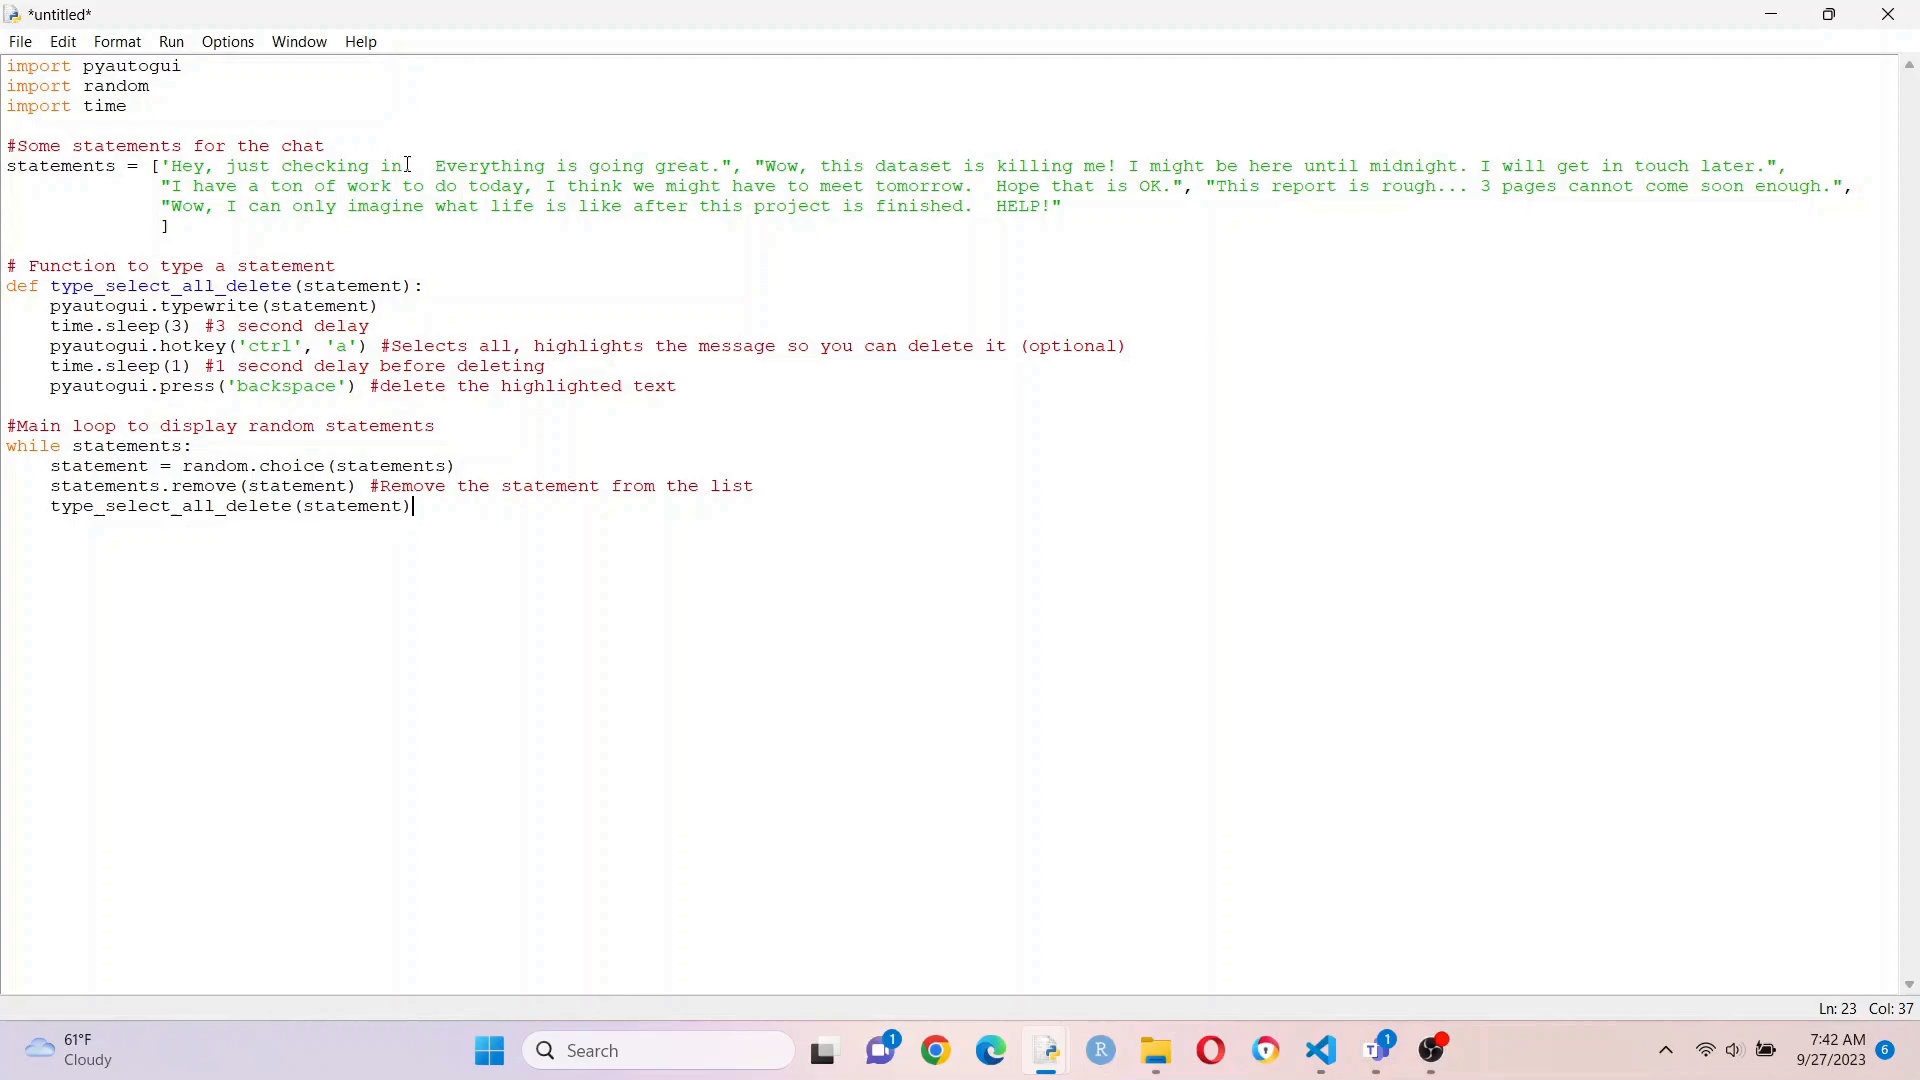 *untitled*
File Edit Format Run Options Window Help
import pyautogui
import random
import time
#Some statements for the chat
statements = ['Hey, just checking in.  Everything is going great.", "Wow, this dataset is killing me! I might be here until midnight. I will get in touch later.",
"I have a ton of work to do today, I think we might have to meet tomorrow.  Hope that is OK.", "This report is rough... 3 pages cannot come soon enough.",
"Wow, I can only imagine what life is like after this project is finished.  HELP!"
]
# Function to type a statement
def type_select_all_delete(statement):
pyautogui.typewrite(statement)
time.sleep(3) #3 second delay
pyautogui.hotkey('ctrl', 'a') #Selects all, highlights the message so you can delete it (optional)
time.sleep(1) #1 second delay before deleting
pyautogui.press('backspace') #delete the highlighted text
#Main loop to display random statements
while statements:
statement = random.choice(statements)
statements.remove(statement) #Remove the statement from the list
type_select_all_delete(statement)
Ln: 23 Col: 37
61°F
Cloudy
Search
1
R
1
7:42 AM
9/27/2023
6